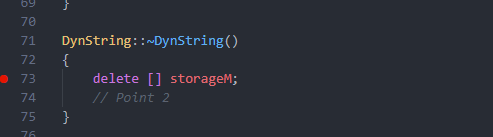 69 }
70
71 DynString::~DynString()
72 {
73 delete [] storageM;
74 // Point 2
75 }
76